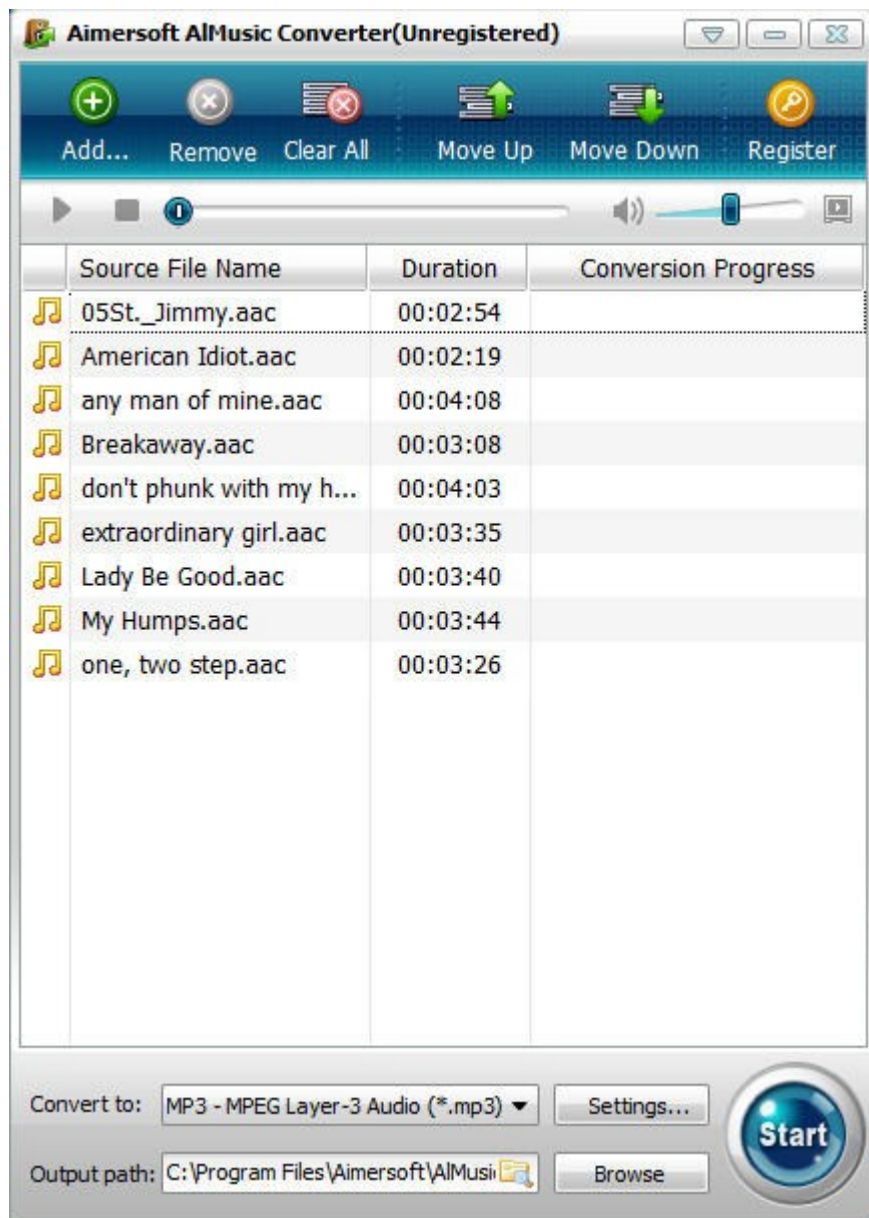 Aimersoft AlMusic Converter(Unregistered)
Add... Remove Clear All Move Up Move Down Register
Source File Name Duration Conversion Progress
05St._Jimmy.aac 00:02:54
American Idiot.aac 00:02:19
any man of mine.aac 00:04:08
Breakaway.aac 00:03:08
don't phunk with my h... 00:04:03
extraordinary girl.aac 00:03:35
Lady Be Good.aac 00:03:40
My Humps.aac 00:03:44
one, two step.aac 00:03:26
Convert to: MP3 - MPEG Layer-3 Audio (*.mp3) Settings...
Start
Output path: C:\Program Files\Aimersoft\AlMusi Browse